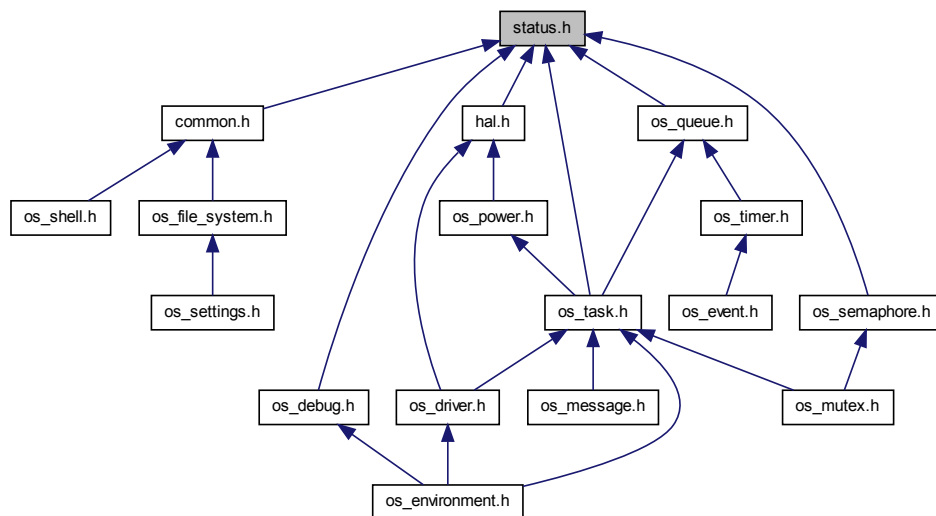 status.h
common.h
hal.h
os_queue.h
os_shell.h
os_file_system.h
os_power.h
os_timer.h
os_settings.h
os_task.h
os_event.h
os_semaphore.h
os_debug.h
os_driver.h
os_message.h
os_mutex.h
os_environment.h